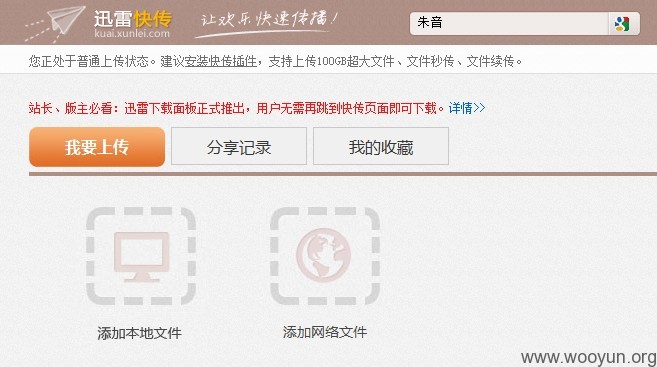 迅雷快传
kuai.xunlei.com
让欢乐快速传播!
朱音
您正处于普通上传状态。建议安装快传插件，支持上传100GB超大文件、文件秒传、文件续传。
站长、版主必看：迅雷下载面板正式推出，用户无需再跳到快传页面即可下载。详情>>
我要上传 分享记录 我的收藏
添加本地文件 添加网络文件
www.wooyun.org